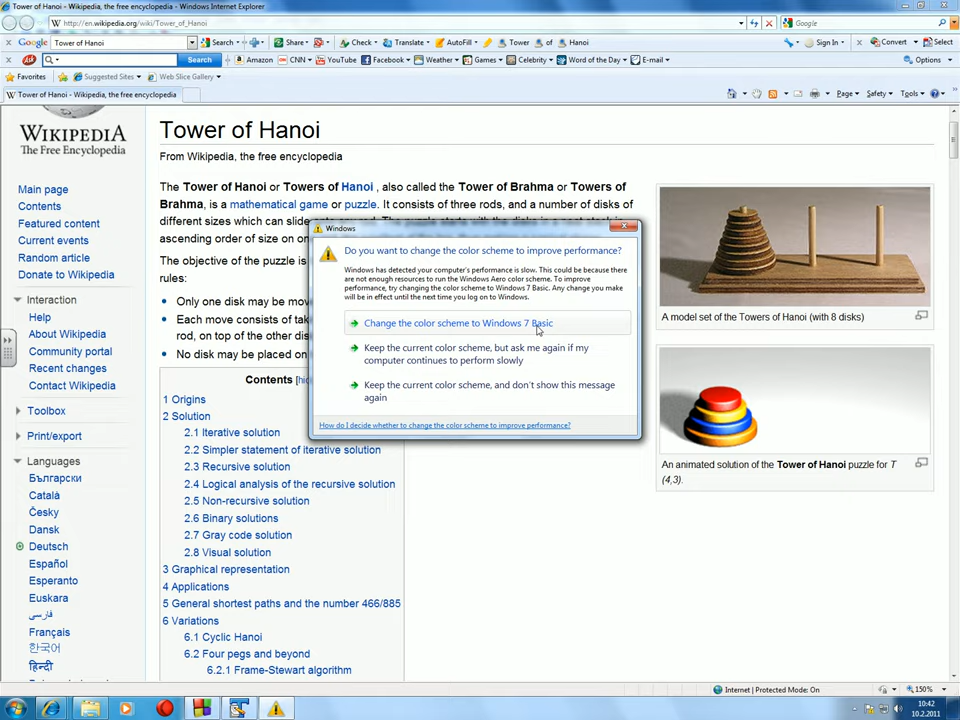 Tower of Hanoi - Wikipedia, the free encyclopedia - Windows Internet Explorer
http://en.wikipedia.org/wiki/Tower_of_Hanoi
Google
Google Tower of Hanoi Search Share Check Translate AutoFill Tower of Hanoi Sign In Convert Select
Ask Search Amazon CNN YouTube Facebook Weather Games Celebrity Word of the Day E-mail Options
Favorites Suggested Sites Web Slice Gallery
Tower of Hanoi - Wikipedia, the free encyclopedia Page Safety Tools
WIKIPEDIA
The Free Encyclopedia
Main page
Contents
Featured content
Current events
Random article
Donate to Wikipedia
Interaction
Help
About Wikipedia
Community portal
Recent changes
Contact Wikipedia
Toolbox
Print/export
Languages
Български
Català
Česky
Dansk
Deutsch
Español
Esperanto
Euskara
فارسی
Français
한국어
हिन्दी
Tower of Hanoi
From Wikipedia, the free encyclopedia
The Tower of Hanoi or Towers of Hanoi , also called the Tower of Brahma or Towers of
Brahma, is a mathematical game or puzzle. It consists of three rods, and a number of disks of
different sizes which can slide
ascending order of size on
The objective of the puzzle is
rules:
Only one disk may be
Each move consists of
rod, on top of the other
No disk may be placed on
Contents
1 Origins
2 Solution
2.1 Iterative solution
2.2 Simpler statement of iterative solution
2.3 Recursive solution
2.4 Logical analysis of the recursive solution
2.5 Non-recursive solution
2.6 Binary solutions
2.7 Gray code solution
2.8 Visual solution
3 Graphical representation
4 Applications
5 General shortest paths and the number 466/885
6 Variations
6.1 Cyclic Hanoi
6.2 Four pegs and beyond
6.2.1 Frame-Stewart algorithm
Windows
Do you want to change the color scheme to improve performance?
Windows has detected your computer's performance is slow. This could be because there
are not enough resources to run the Windows Aero color scheme. To improve
performance, try changing the color scheme to Windows 7 Basic. Any change you make
will be in effect until the next time you log on to Windows.
Change the color scheme to Windows 7 Basic
Keep the current color scheme, but ask me again if my
computer continues to perform slowly
Keep the current color scheme, and don't show this message
again
How do I decide whether to change the color scheme to improve performance?
A model set of the Towers of Hanoi (with 8 disks)
An animated solution of the Tower of Hanoi puzzle for T
(4,3).
Internet | Protected Mode: On 150%
10:42
10.2.2011